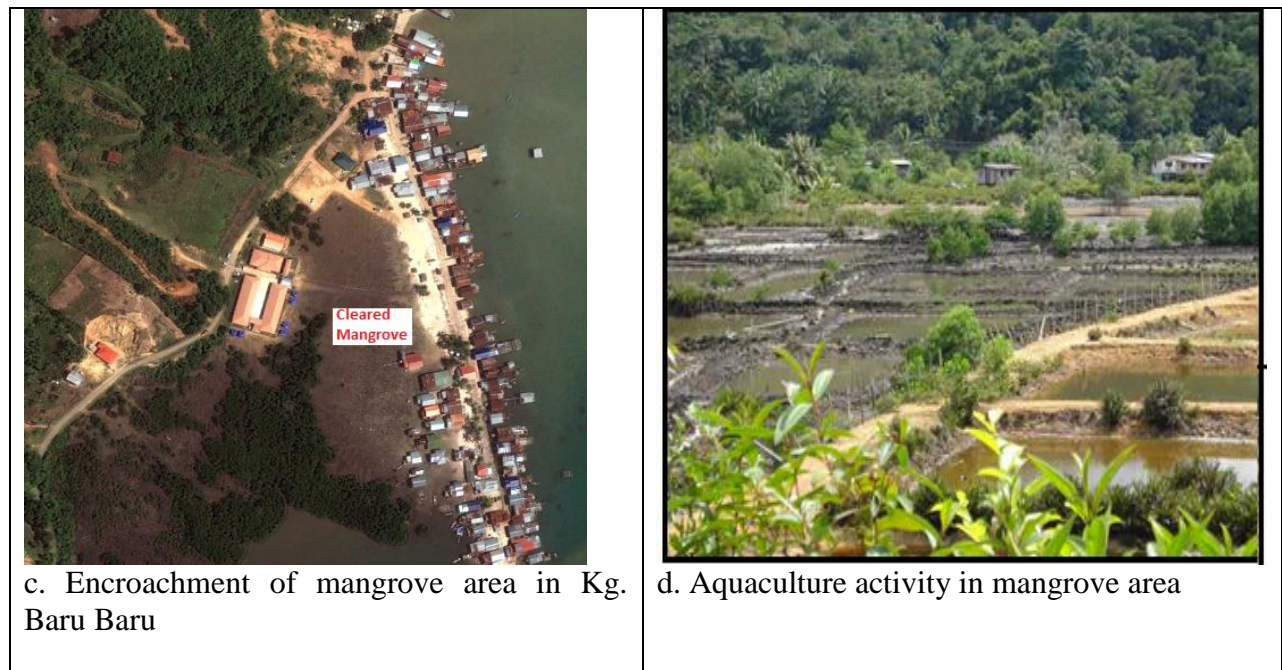 Cleared
Mangrove
c. Encroachment of mangrove area in Kg.
Baru Baru
d. Aquaculture activity in mangrove area